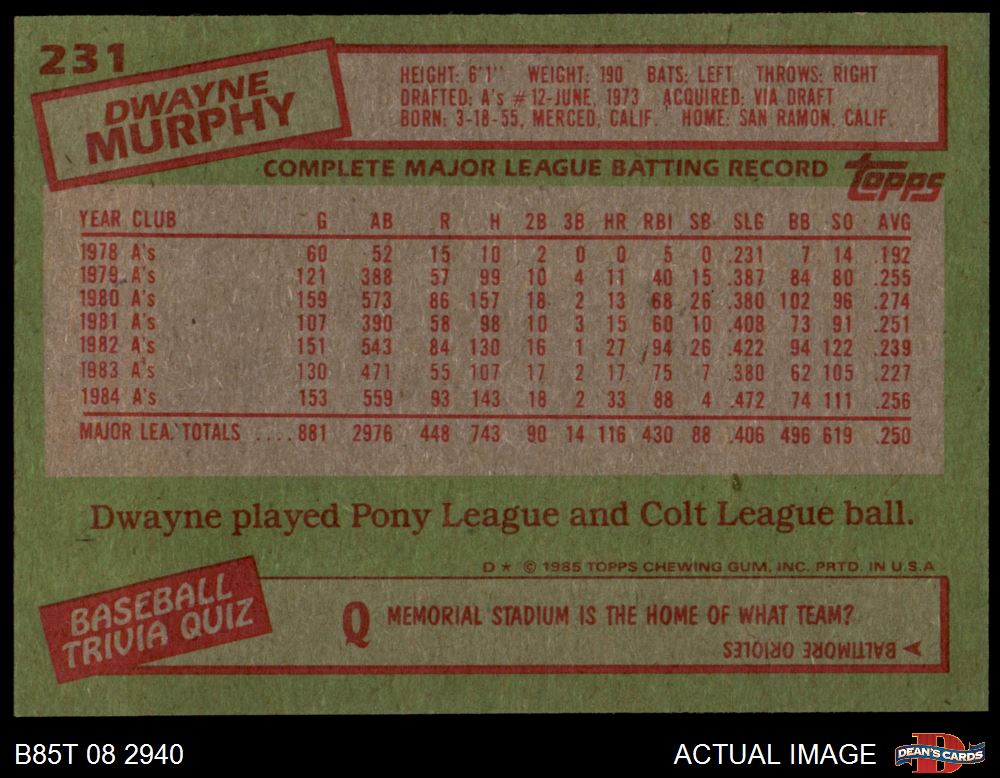 231
DWAYNE
MURPHY
HEIGHT: 6'1" WEIGHT: 190 BATS: LEFT THROWS: RIGHT
DRAFTED: A's #12-JUNE, 1973 ACQUIRED: VIA DRAFT
BORN: 3-18-55, MERCED, CALIF. HOME: SAN RAMON, CALIF.
COMPLETE MAJOR LEAGUE BATTING RECORD
topps
YEAR CLUB G AB R H 2B 3B HR RBI SB SLG BB SO AVG
1978 A's 60 52 15 10 2 0 0 5 0 .231 7 14 .192
1979 A's 121 388 57 99 10 4 11 40 15 .387 84 80 .255
1980 A's 159 573 86 157 18 2 13 68 26 .380 102 96 .274
1981 A's 107 390 58 98 10 3 15 60 10 .408 73 91 .251
1982 A's 151 543 84 130 16 1 27 94 26 .422 94 122 .239
1983 A's 130 471 55 107 17 2 17 75 7 .380 62 105 .227
1984 A's 153 559 93 143 18 2 33 88 4 .472 74 111 .256
MAJOR LEA. TOTALS ....881 2976 448 743 90 14 116 430 88 .406 496 619 .250
Dwayne played Pony League and Colt League ball.
D * © 1985 TOPPS CHEWING GUM, INC. PRTD. IN U.S.A
BASEBALL
TRIVIA QUIZ
Q MEMORIAL STADIUM IS THE HOME OF WHAT TEAM?
BALTIMORE ORIOLES
B85T 08 2940
ACTUAL IMAGE
D
DEAN'S CARDS